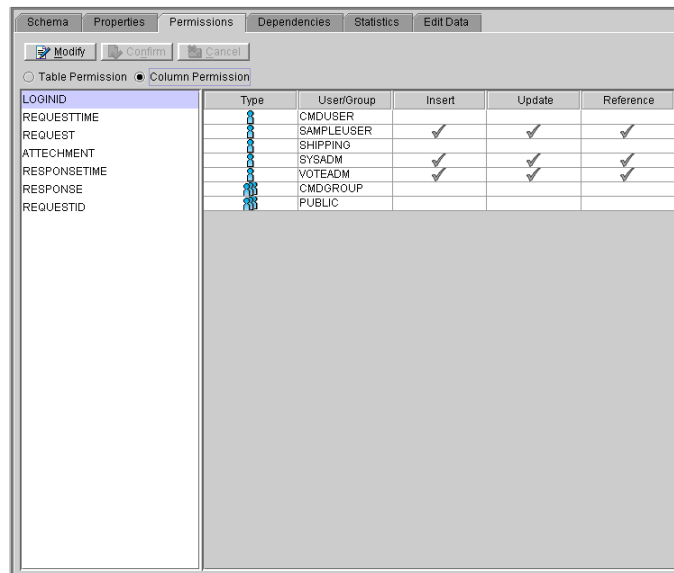 Schema Properties Permissions Dependencies Statistics Edit Data
Modify Confirm Cancel
Table Permission Column Permission
LOGINID
REQUESTTIME
REQUEST
ATTECHMENT
RESPONSETIME
RESPONSE
REQUESTID
Type User/Group Insert Update Reference
CMDUSER
SAMPLEUSER
SHIPPING
SYSADM
VOTEADM
CMDGROUP
PUBLIC